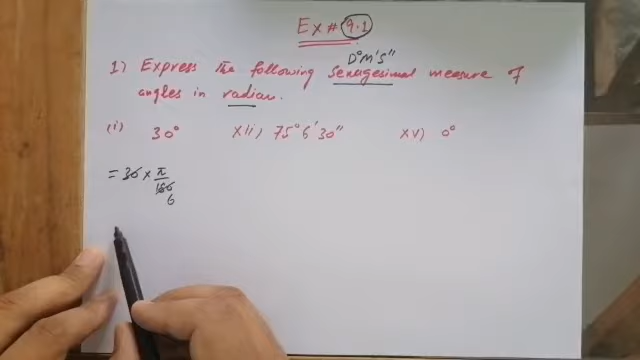 Ex # 9.1
D°M'S"
1) Express the following Sexagesimal measure of
angles in radian.
(i) 30° xii) 75° 6' 30" xv) 0°
= 30 × π
180
6